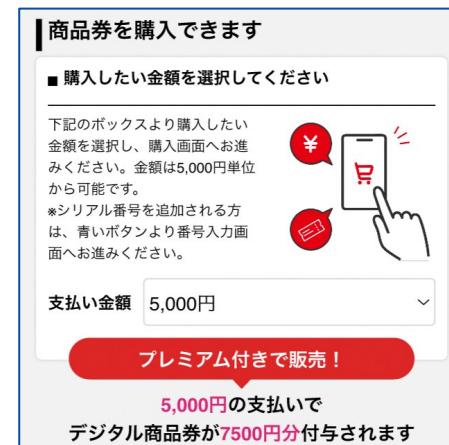 商品券を購入できます
■ 購入したい金額を選択してください
下記のボックスより購入したい
金額を選択し、購入画面へお進
みください。金額は5,000円単位
から可能です。
※シリアル番号を追加される方
は、青いボタンより番号入力画
面へお進みください。
¥
支払い金額 5,000円
プレミアム付きで販売！
5,000円の支払いで
デジタル商品券が7500円分付与されます